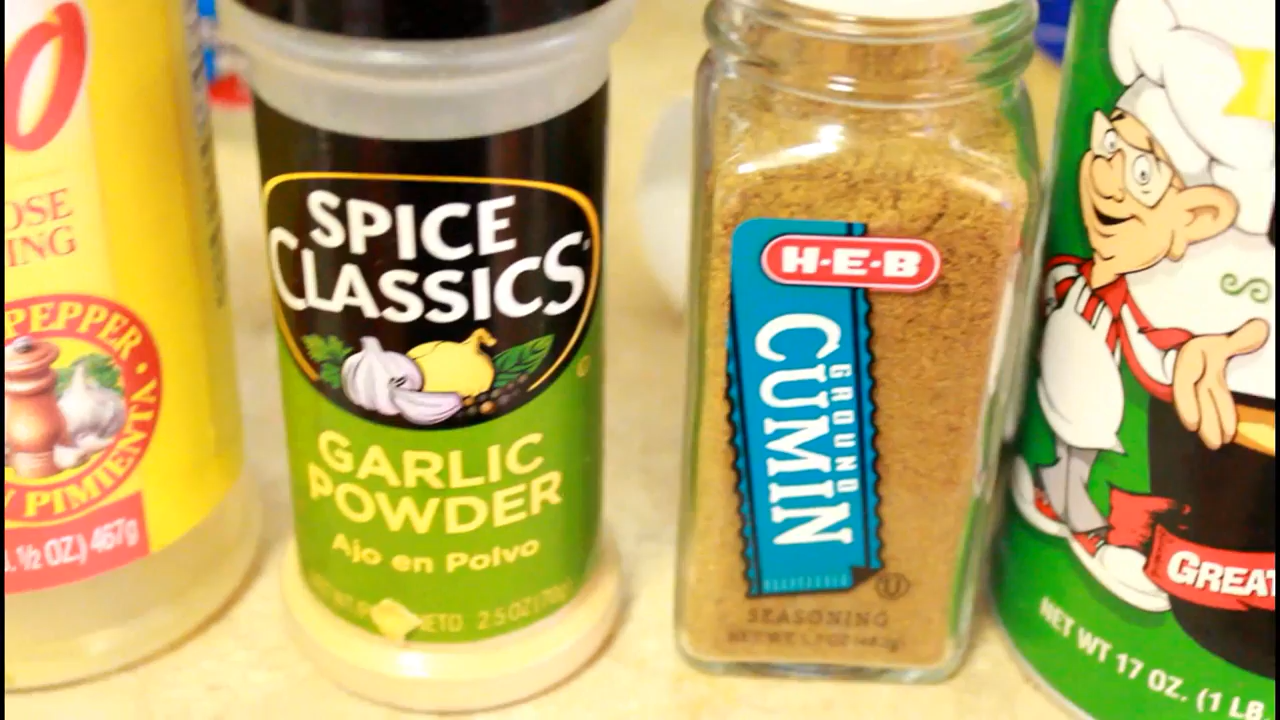 O
OSE
ING
PEPPER • Y
PIMIENTA
½ OZ.) 467g
SPICE
CLASSICS
GARLIC
POWDER
Ajo en Polvo
NETO 2.5 OZ (70g)
H-E-B
GROUND
CUMIN
SEASONING
GREAT
NET WT 17 OZ. (1 LB